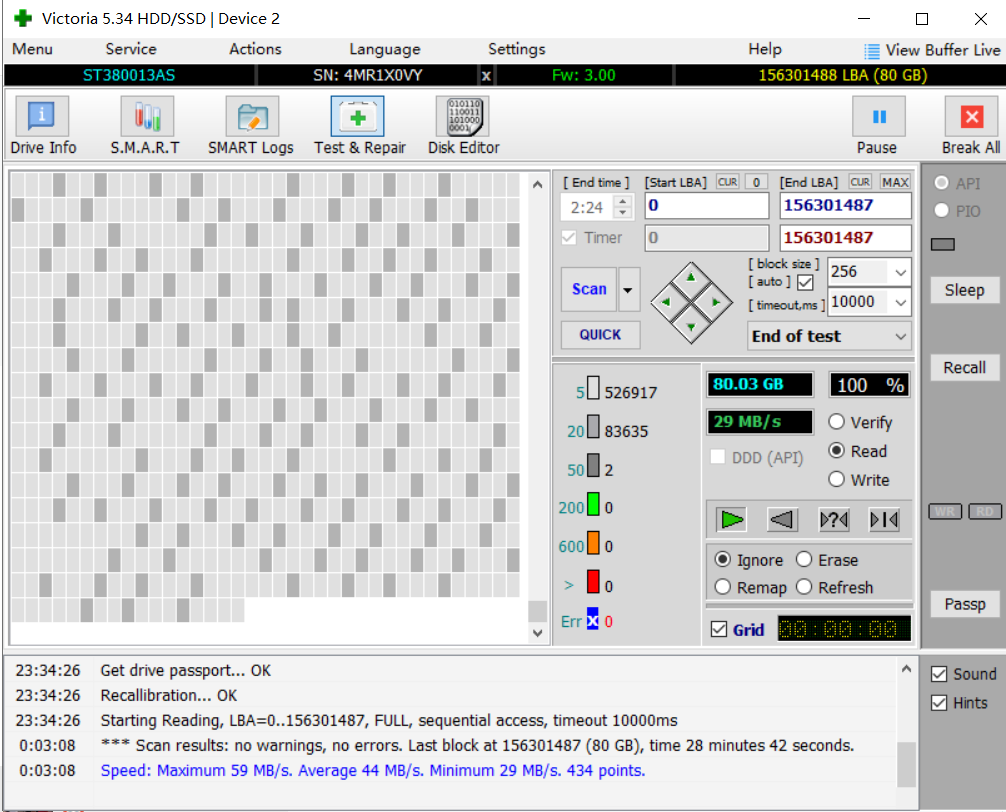 Victoria 5.34 HDD/SSD | Device 2
Menu Service Actions Language Settings Help View Buffer Live
ST380013AS SN: 4MR1X0VY x Fw: 3.00 156301488 LBA (80 GB)
010110
110011
101000
0001
Drive Info S.M.A.R.T SMART Logs Test & Repair Disk Editor Pause Break All
[ End time ] [Start LBA] CUR 0 [End LBA] CUR MAX
2:24 0 156301487
Timer 0 156301487
[ block size ] 256
[ auto ]
Scan
[ timeout,ms ] 10000
QUICK End of test
5 526917
20 83635
50 2
200 0
600 0
> 0
Err x 0
80.03 GB 100 %
29 MB/s Verify
DDD (API) Read
Write
Ignore Erase
Remap Refresh
Grid 00:00:00
API
PIO
Sleep
Recall
WR RD
Passp
23:34:26 Get drive passport... OK
23:34:26 Recallibration... OK
23:34:26 Starting Reading, LBA=0..156301487, FULL, sequential access, timeout 10000ms
0:03:08 *** Scan results: no warnings, no errors. Last block at 156301487 (80 GB), time 28 minutes 42 seconds.
0:03:08 Speed: Maximum 59 MB/s. Average 44 MB/s. Minimum 29 MB/s. 434 points.
Sound
Hints